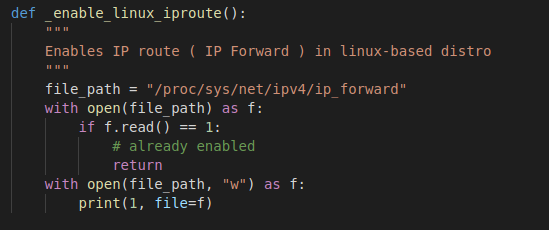 def _enable_linux_iproute():
    """
    Enables IP route ( IP Forward ) in linux-based distro
    """
    file_path = "/proc/sys/net/ipv4/ip_forward"
    with open(file_path) as f:
        if f.read() == 1:
            # already enabled
            return
    with open(file_path, "w") as f:
        print(1, file=f)